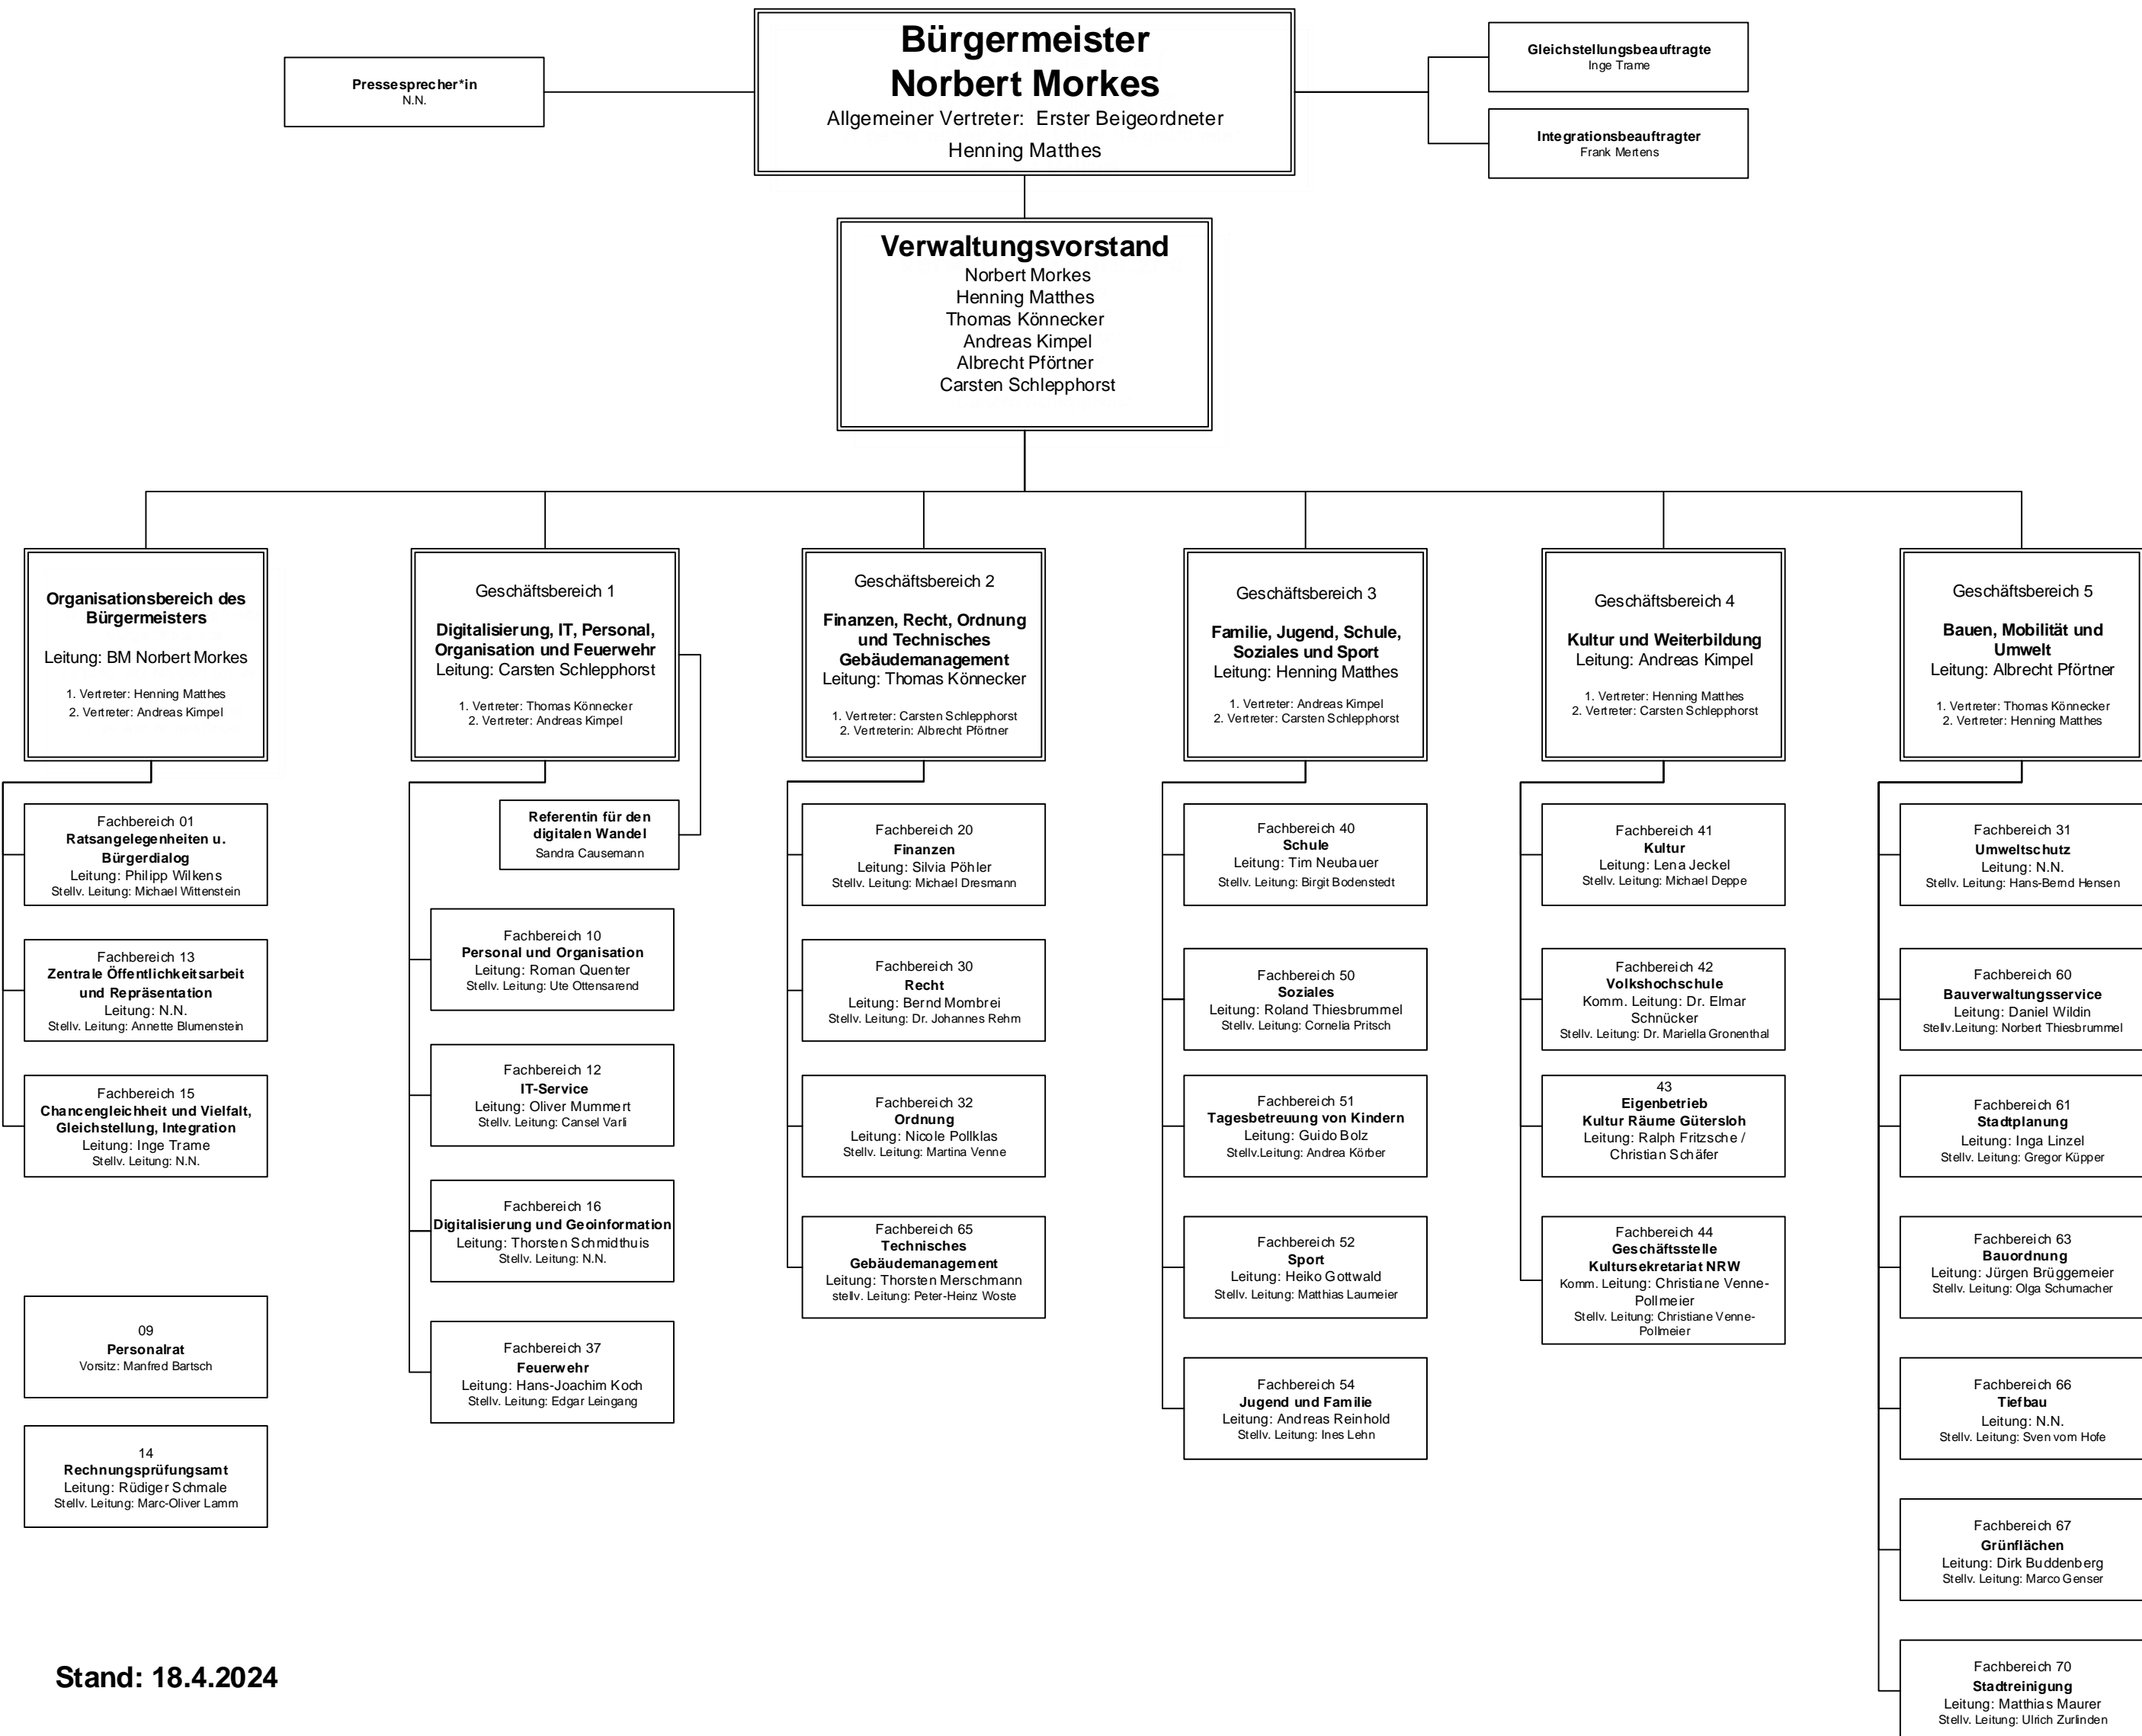 Bürgermeister
Norbert Morkes
Allgemeiner Vertreter: Erster Beigeordneter
Henning Matthes
Pressesprecher*in
N.N.
Gleichstellungsbeauftragte
Inge Trame
Integrationsbeauftragter
Frank Mertens
Verwaltungsvorstand
Norbert Morkes
Henning Matthes
Thomas Könnecker
Andreas Kimpel
Albrecht Pförtner
Carsten Schlepphorst
Organisationsbereich des
Bürgermeisters
Leitung: BM Norbert Morkes
1. Vertreter: Henning Matthes
2. Vertreter: Andreas Kimpel
Fachbereich 01
Ratsangelegenheiten u.
Bürgerdialog
Leitung: Philipp Wilkens
Stellv. Leitung: Michael Wittenstein
Fachbereich 13
Zentrale Öffentlichkeitsarbeit
und Repräsentation
Leitung: N.N.
Stellv. Leitung: Annette Blumenstein
Fachbereich 15
Chancengleichheit und Vielfalt,
Gleichstellung, Integration
Leitung: Inge Trame
Stellv. Leitung: N.N.
09
Personalrat
Vorsitz: Manfred Bartsch
14
Rechnungsprüfungsamt
Leitung: Rüdiger Schmale
Stellv. Leitung: Marc-Oliver Lamm
Geschäftsbereich 1
Digitalisierung, IT, Personal,
Organisation und Feuerwehr
Leitung: Carsten Schlepphorst
1. Vertreter: Thomas Könnecker
2. Vertreter: Andreas Kimpel
Referentin für den
digitalen Wandel
Sandra Causemann
Fachbereich 10
Personal und Organisation
Leitung: Roman Quenter
Stellv. Leitung: Ute Ottensarend
Fachbereich 12
IT-Service
Leitung: Oliver Mummert
Stellv. Leitung: Cansel Varli
Fachbereich 16
Digitalisierung und Geoinformation
Leitung: Thorsten Schmidthuis
Stellv. Leitung: N.N.
Fachbereich 37
Feuerwehr
Leitung: Hans-Joachim Koch
Stellv. Leitung: Edgar Leingang
Geschäftsbereich 2
Finanzen, Recht, Ordnung
und Technisches
Gebäudemanagement
Leitung: Thomas Könnecker
1. Vertreter: Carsten Schlepphorst
2. Vertreterin: Albrecht Pförtner
Fachbereich 20
Finanzen
Leitung: Silvia Pöhler
Stellv. Leitung: Michael Dresmann
Fachbereich 30
Recht
Leitung: Bernd Mombrei
Stellv. Leitung: Dr. Johannes Rehm
Fachbereich 32
Ordnung
Leitung: Nicole Pollklas
Stellv. Leitung: Martina Venne
Fachbereich 65
Technisches
Gebäudemanagement
Leitung: Thorsten Merschmann
stellv. Leitung: Peter-Heinz Woste
Geschäftsbereich 3
Familie, Jugend, Schule,
Soziales und Sport
Leitung: Henning Matthes
1. Vertreter: Andreas Kimpel
2. Vertreter: Carsten Schlepphorst
Fachbereich 40
Schule
Leitung: Tim Neubauer
Stellv. Leitung: Birgit Bodenstedt
Fachbereich 50
Soziales
Leitung: Roland Thiesbrummel
Stellv. Leitung: Cornelia Pritsch
Fachbereich 51
Tagesbetreuung von Kindern
Leitung: Guido Bolz
Stellv.Leitung: Andrea Körber
Fachbereich 52
Sport
Leitung: Heiko Gottwald
Stellv. Leitung: Matthias Laumeier
Fachbereich 54
Jugend und Familie
Leitung: Andreas Reinhold
Stellv. Leitung: Ines Lehn
Geschäftsbereich 4
Kultur und Weiterbildung
Leitung: Andreas Kimpel
1. Vertreter: Henning Matthes
2. Vertreter: Carsten Schlepphorst
Fachbereich 41
Kultur
Leitung: Lena Jeckel
Stellv. Leitung: Michael Deppe
Fachbereich 42
Volkshochschule
Komm. Leitung: Dr. Elmar
Schnücker
Stellv. Leitung: Dr. Mariella Gronenthal
43
Eigenbetrieb
Kultur Räume Gütersloh
Leitung: Ralph Fritzsche /
Christian Schäfer
Fachbereich 44
Geschäftsstelle
Kultursekretariat NRW
Komm. Leitung: Christiane Venne-
Pollmeier
Stellv. Leitung: Christiane Venne-
Pollmeier
Geschäftsbereich 5
Bauen, Mobilität und
Umwelt
Leitung: Albrecht Pförtner
1. Vertreter: Thomas Könnecker
2. Vertreter: Henning Matthes
Fachbereich 31
Umweltschutz
Leitung: N.N.
Stellv. Leitung: Hans-Bernd Hensen
Fachbereich 60
Bauverwaltungsservice
Leitung: Daniel Wildin
Stellv.Leitung: Norbert Thiesbrummel
Fachbereich 61
Stadtplanung
Leitung: Inga Linzel
Stellv. Leitung: Gregor Küpper
Fachbereich 63
Bauordnung
Leitung: Jürgen Brüggemeier
Stellv. Leitung: Olga Schumacher
Fachbereich 66
Tiefbau
Leitung: N.N.
Stellv. Leitung: Sven vom Hofe
Fachbereich 67
Grünflächen
Leitung: Dirk Buddenberg
Stellv. Leitung: Marco Genser
Fachbereich 70
Stadtreinigung
Leitung: Matthias Maurer
Stellv. Leitung: Ulrich Zurlinden
Stand: 18.4.2024